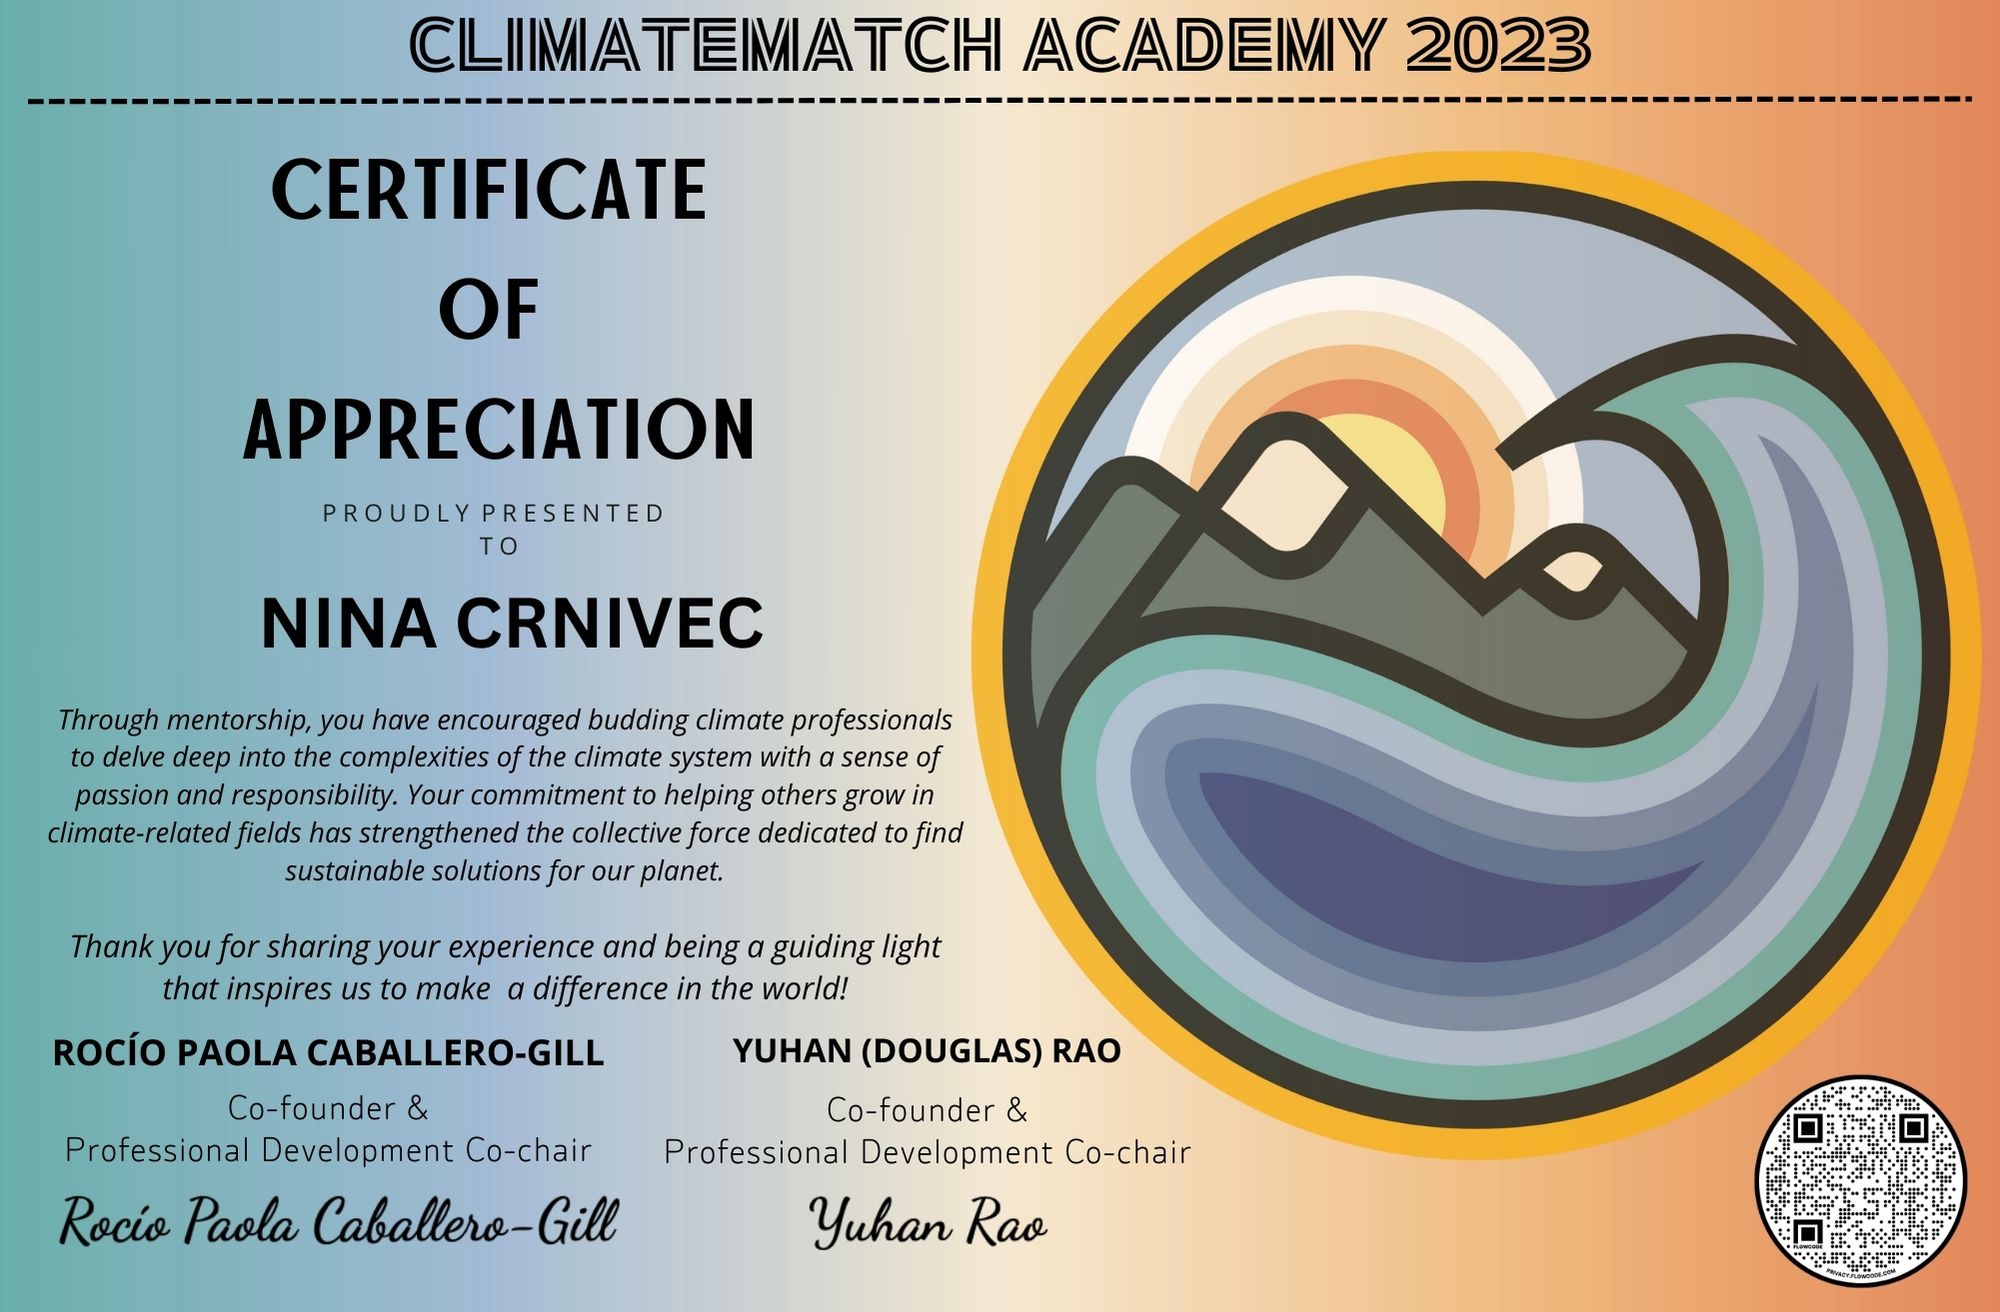 CLIMATEMATCH ACADEMY 2023
CERTIFICATE
OF
APPRECIATION
PROUDLY PRESENTED
TO
NINA CRNIVEC
Through mentorship, you have encouraged budding climate professionals
to delve deep into the complexities of the climate system with a sense of
passion and responsibility. Your commitment to helping others grow in
climate-related fields has strengthened the collective force dedicated to find
sustainable solutions for our planet.
Thank you for sharing your experience and being a guiding light
that inspires us to make  a difference in the world!
ROCÍO PAOLA CABALLERO-GILL
Co-founder &
Professional Development Co-chair
Rocío Paola Caballero-Gill
YUHAN (DOUGLAS) RAO
Co-founder &
Professional Development Co-chair
Yuhan Rao
FLOWCODE
PRIVACY.FLOWCODE.COM